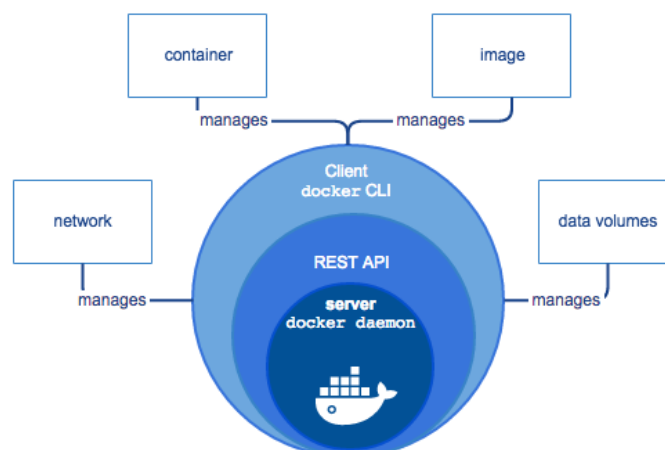 container
image
manages
manages
Client
docker CLI
network
data volumes
REST API
manages
manages
server
docker daemon